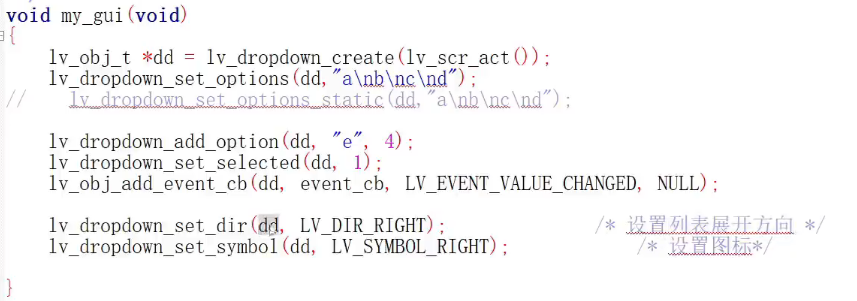 void my_gui(void)
{
    lv_obj_t *dd = lv_dropdown_create(lv_scr_act());
    lv_dropdown_set_options(dd,"a\nb\nc\nd");
//    lv_dropdown_set_options_static(dd,"a\nb\nc\nd");
    lv_dropdown_add_option(dd, "e", 4);
    lv_dropdown_set_selected(dd, 1);
    lv_obj_add_event_cb(dd, event_cb, LV_EVENT_VALUE_CHANGED, NULL);
    lv_dropdown_set_dir(dd, LV_DIR_RIGHT); /* 设置列表展开方向 */
    lv_dropdown_set_symbol(dd, LV_SYMBOL_RIGHT); /* 设置图标*/
}